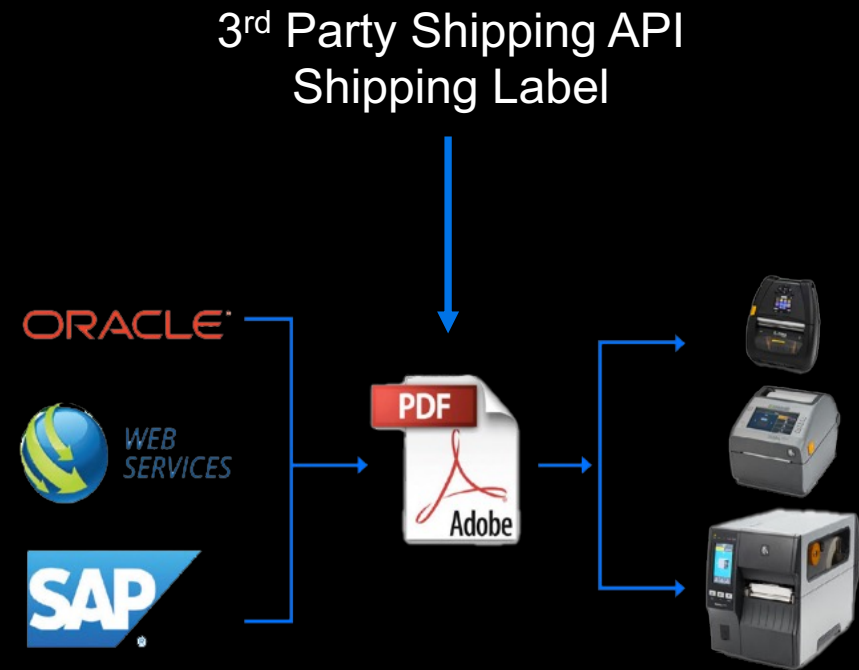 3rd Party Shipping API
Shipping Label
ORACLE
WEB
SERVICES
PDF
Adobe
SAP